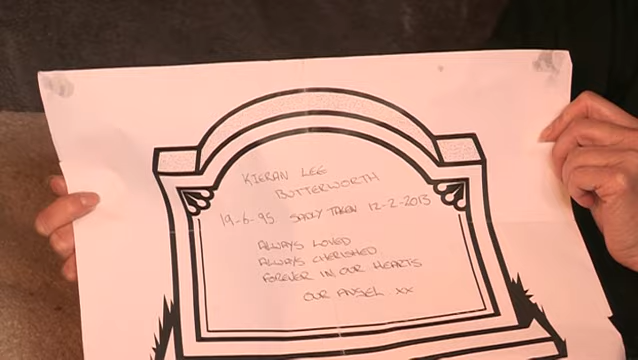 KIERAN LEE
BUTTERWORTH
19-6-95 SADLY TAKEN 12-2-2013
ALWAYS LOVED
ALWAYS CHERISHED
FOREVER IN OUR HEARTS
OUR ANGEL xx